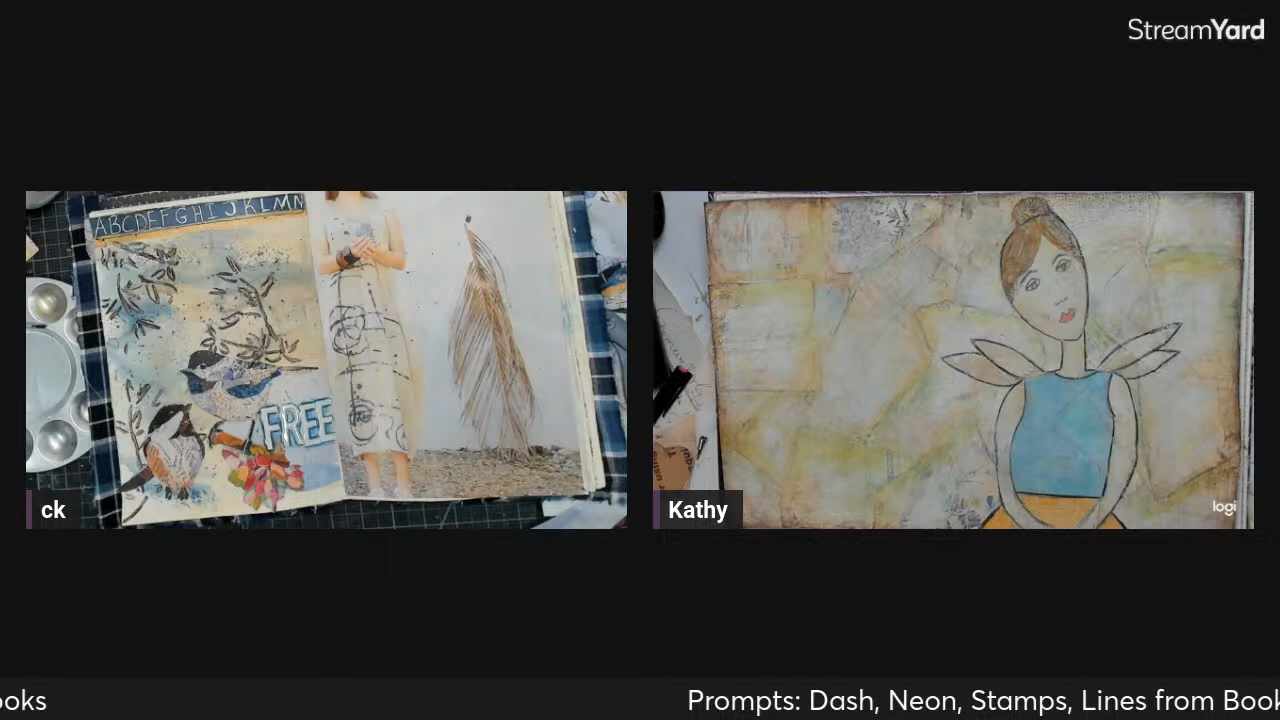 StreamYard
ABCDEFGHIJKLMN
FREE
ck
Kathy
logi
ooks
Prompts: Dash, Neon, Stamps, Lines from Book